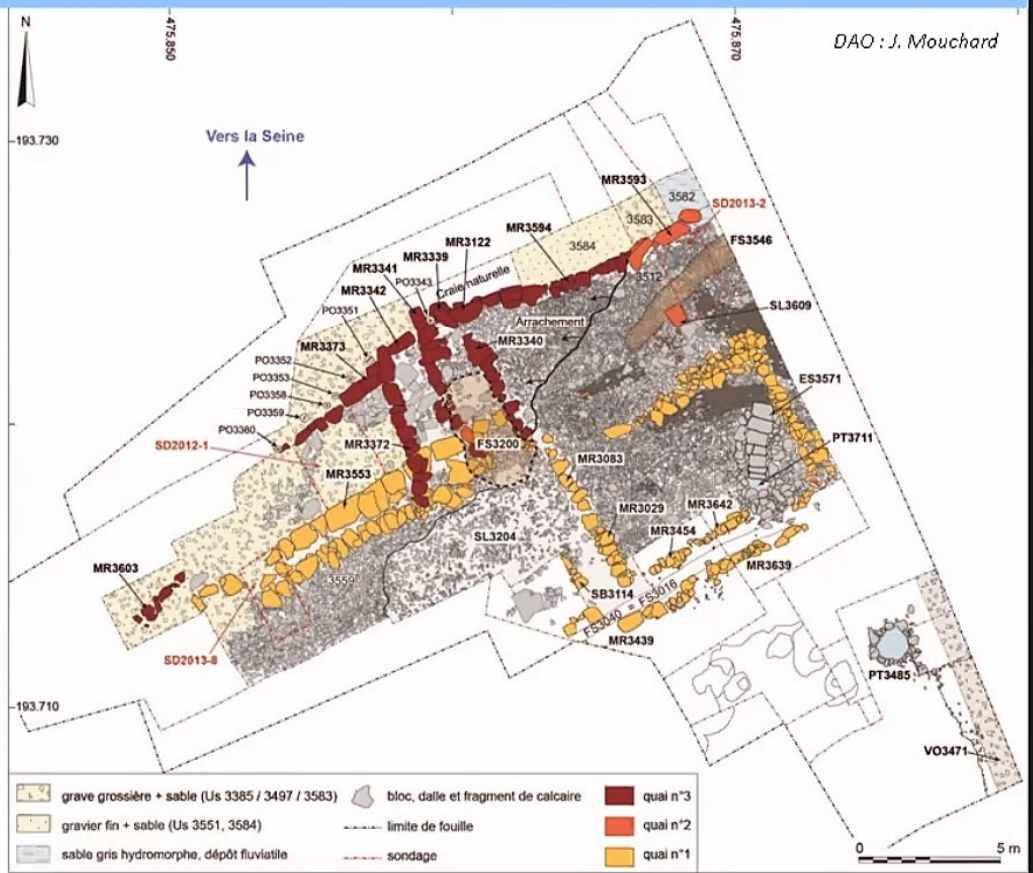 475.850
475.870
DAO : J. Mouchard
N
193.730
Vers la Seine
MR3593
3582
SD2013-2
3583
MR3594
FS3546
3584
MR3122
MR3339
MR3341
3512
PO3343
Craie naturelle
MR3342
SL3609
PO3351
Arrachement
MR3340
MR3373
PO3352
PO3353
ES3571
PO3358
PO3359
PO3360
PT3711
SD2012-1
MR3372
FS3200
MR3553
MR3083
MR3029
MR3642
MR3454
SL3204
MR3603
3559
MR3639
SB3114
FS3040 = FS3016
MR3439
SD2013-8
PT3485
193.710
VO3471
grave grossière + sable (Us 3385 / 3497 / 3583)
bloc, dalle et fragment de calcaire
quai n°3
gravier fin + sable (Us 3551, 3584)
limite de fouille
quai n°2
sable gris hydromorphe, dépôt fluviatile
sondage
quai n°1
0
5 m